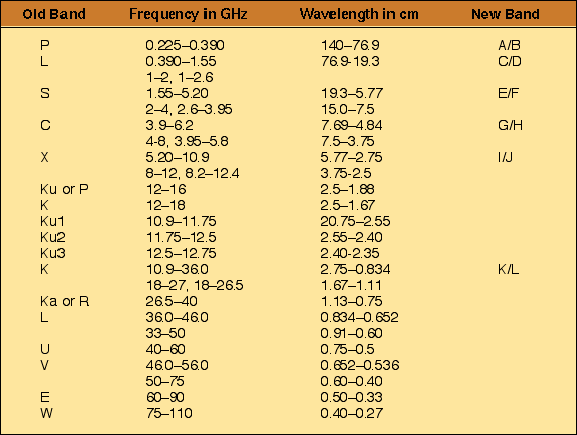 Old Band Frequency in GHz Wavelength in cm New Band
P 0.225–0.390 140–76.9 A/B
L 0.390–1.55 76.9-19.3 C/D
1–2, 1–2.6
S 1.55–5.20 19.3–5.77 E/F
2–4, 2.6–3.95 15.0–7.5
C 3.9–6.2 7.69–4.84 G/H
4-8, 3.95–5.8 7.5–3.75
X 5.20–10.9 5.77–2.75 I/J
8–12, 8.2–12.4 3.75-2.5
Ku or P 12–16 2.5–1.88
K 12–18 2.5–1.67
Ku1 10.9–11.75 20.75–2.55
Ku2 11.75–12.5 2.55–2.40
Ku3 12.5–12.75 2.40-2.35
K 10.9–36.0 2.75–0.834 K/L
18–27, 18–26.5 1.67–1.11
Ka or R 26.5–40 1.13–0.75
L 36.0–46.0 0.834–0.652
33–50 0.91–0.60
U 40–60 0.75–0.5
V 46.0–56.0 0.652–0.536
50–75 0.60–0.40
E 60–90 0.50–0.33
W 75–110 0.40–0.27